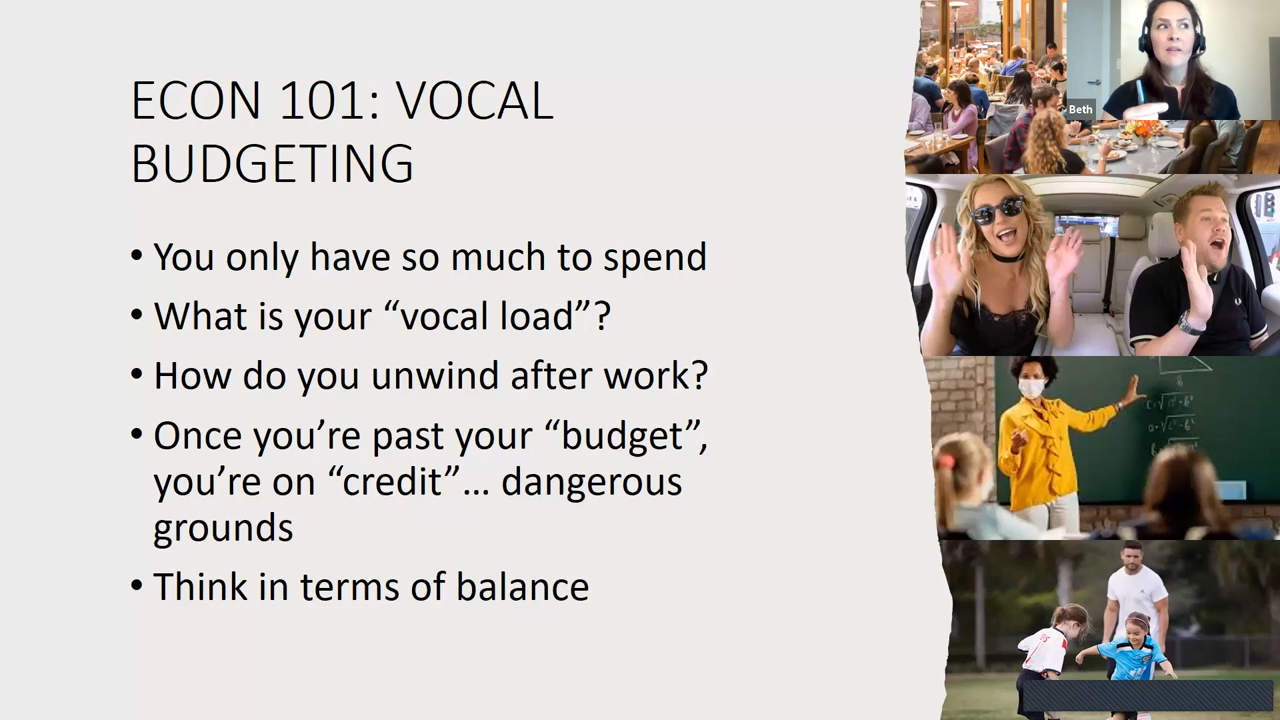 ECON 101: VOCAL
BUDGETING
• You only have so much to spend
• What is your “vocal load”?
• How do you unwind after work?
• Once you’re past your “budget”,
you’re on “credit”... dangerous
grounds
• Think in terms of balance
Beth